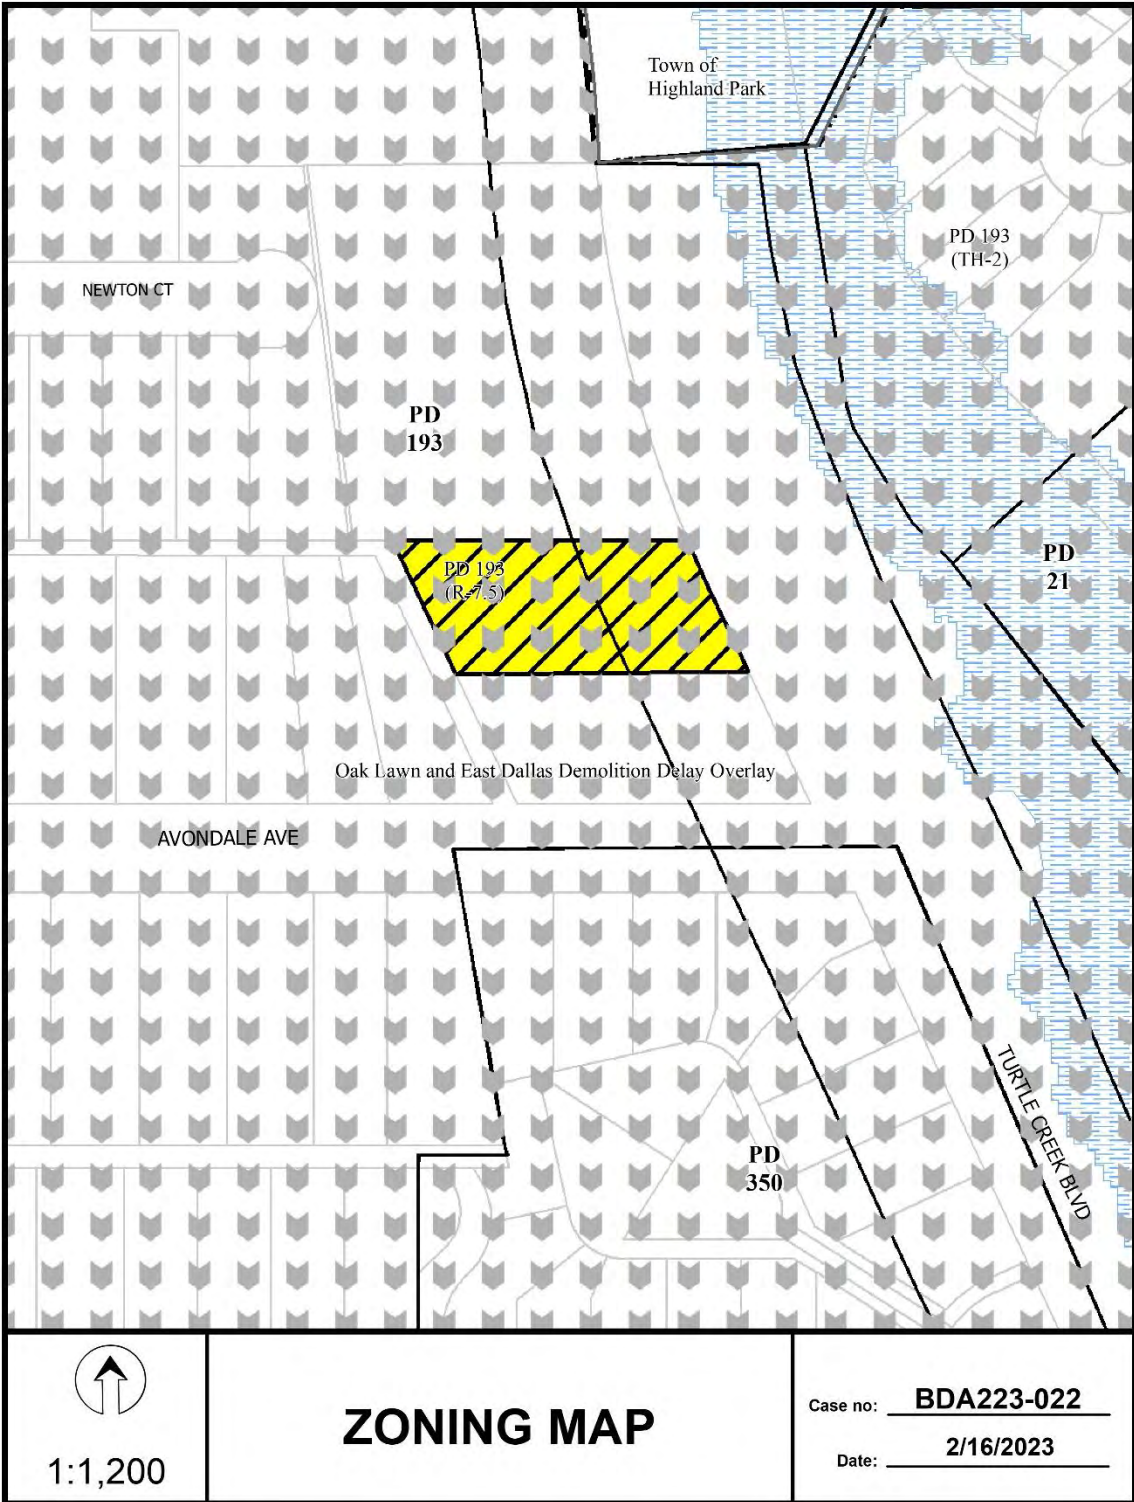 Town of
Highland Park
PD 193
(TH-2)
NEWTON CT
PD
193
PD
21
PD 193
(R-7.5)
Oak Lawn and East Dallas Demolition Delay Overlay
AVONDALE AVE
TURTLE CREEK BLVD
PD
350
1:1,200
ZONING MAP
Case no: BDA223-022
Date: 2/16/2023